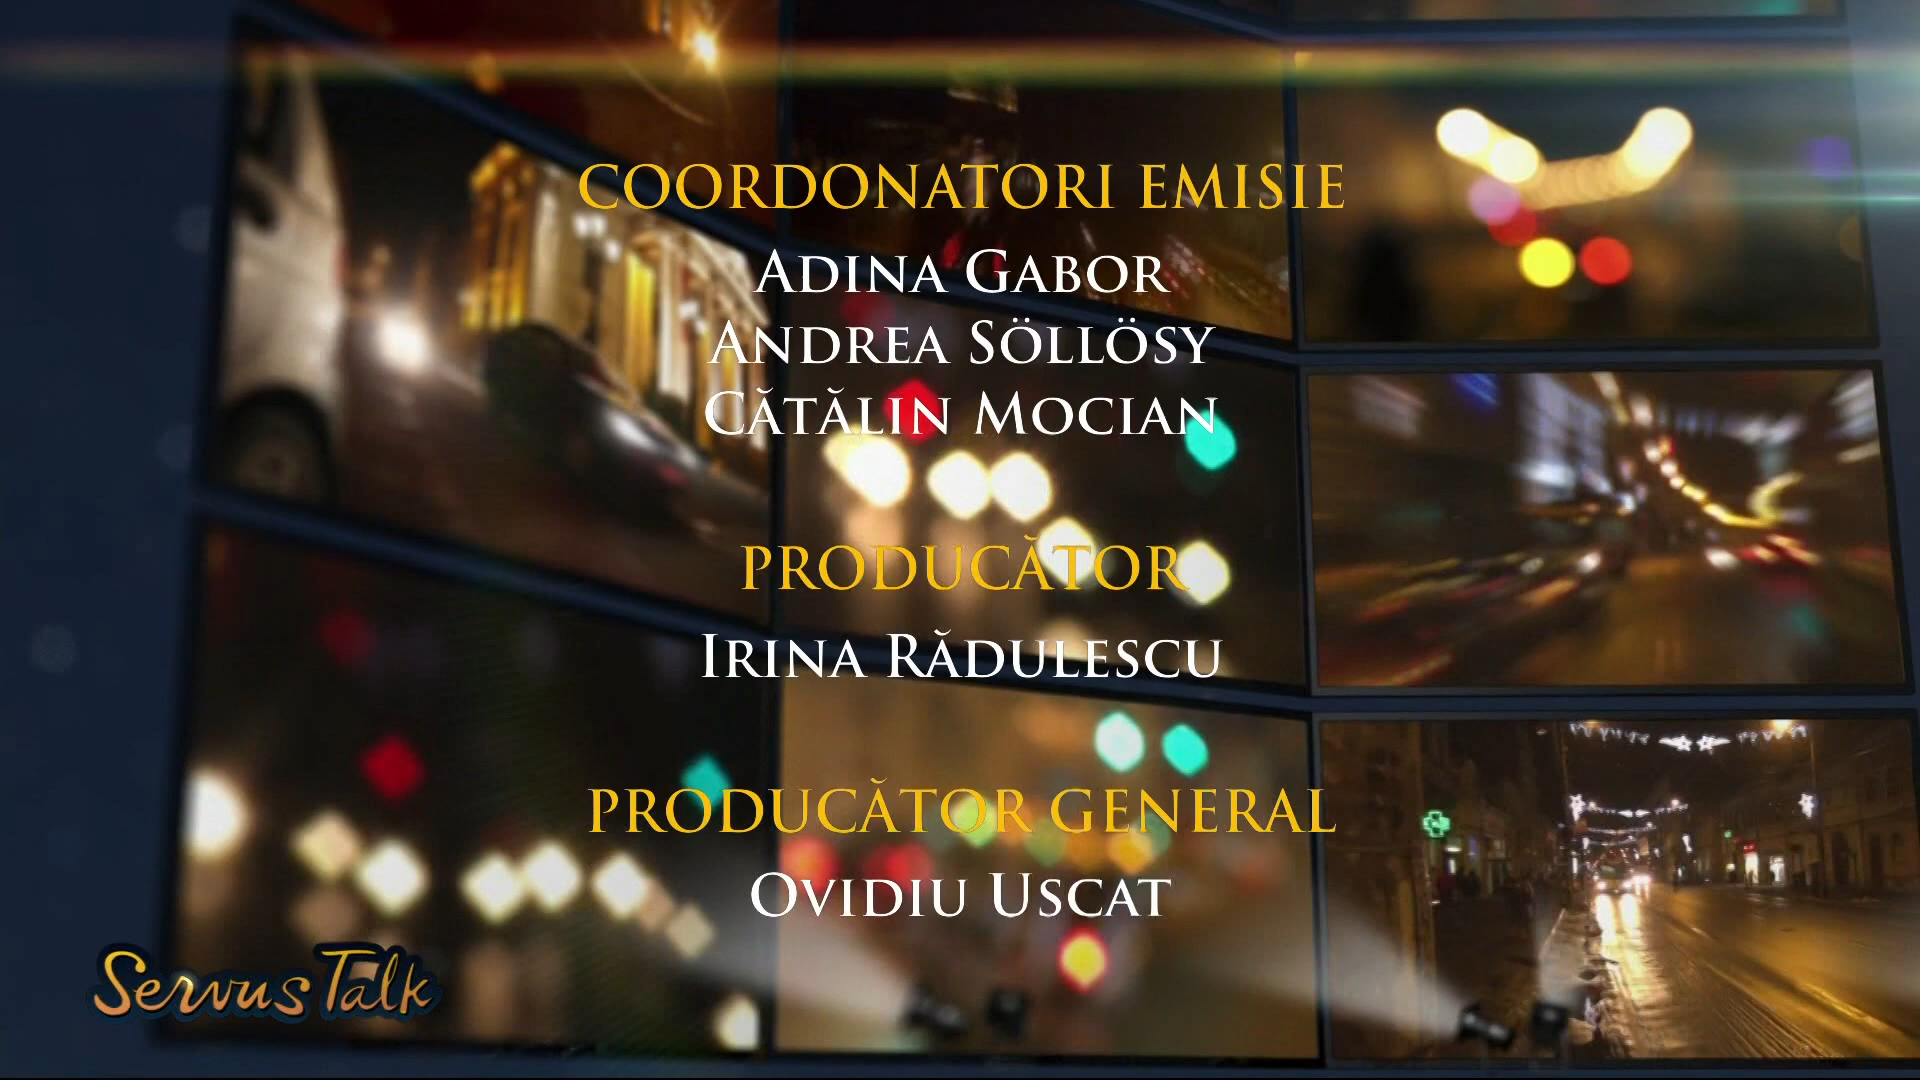 COORDONATORI EMISIE
ADINA GABOR
ANDREA SÖLLÖSY
CĂTĂLIN MOCIAN
PRODUCĂTOR
IRINA RĂDULESCU
PRODUCĂTOR GENERAL
OVIDIU USCAT
Servus Talk